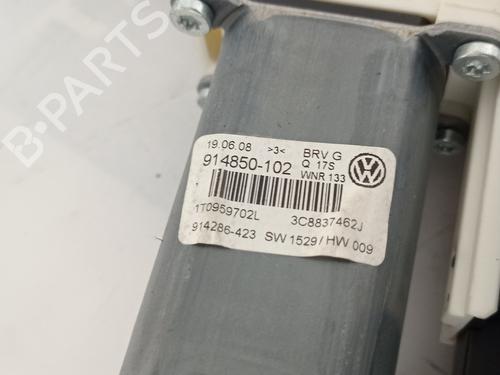 B-PARTS
19.06.08 >3< BRV G
914850-102 Q 17S
WNR 133
1T0959702L 3C8837462J
914286-423 SW 1529/HW 009